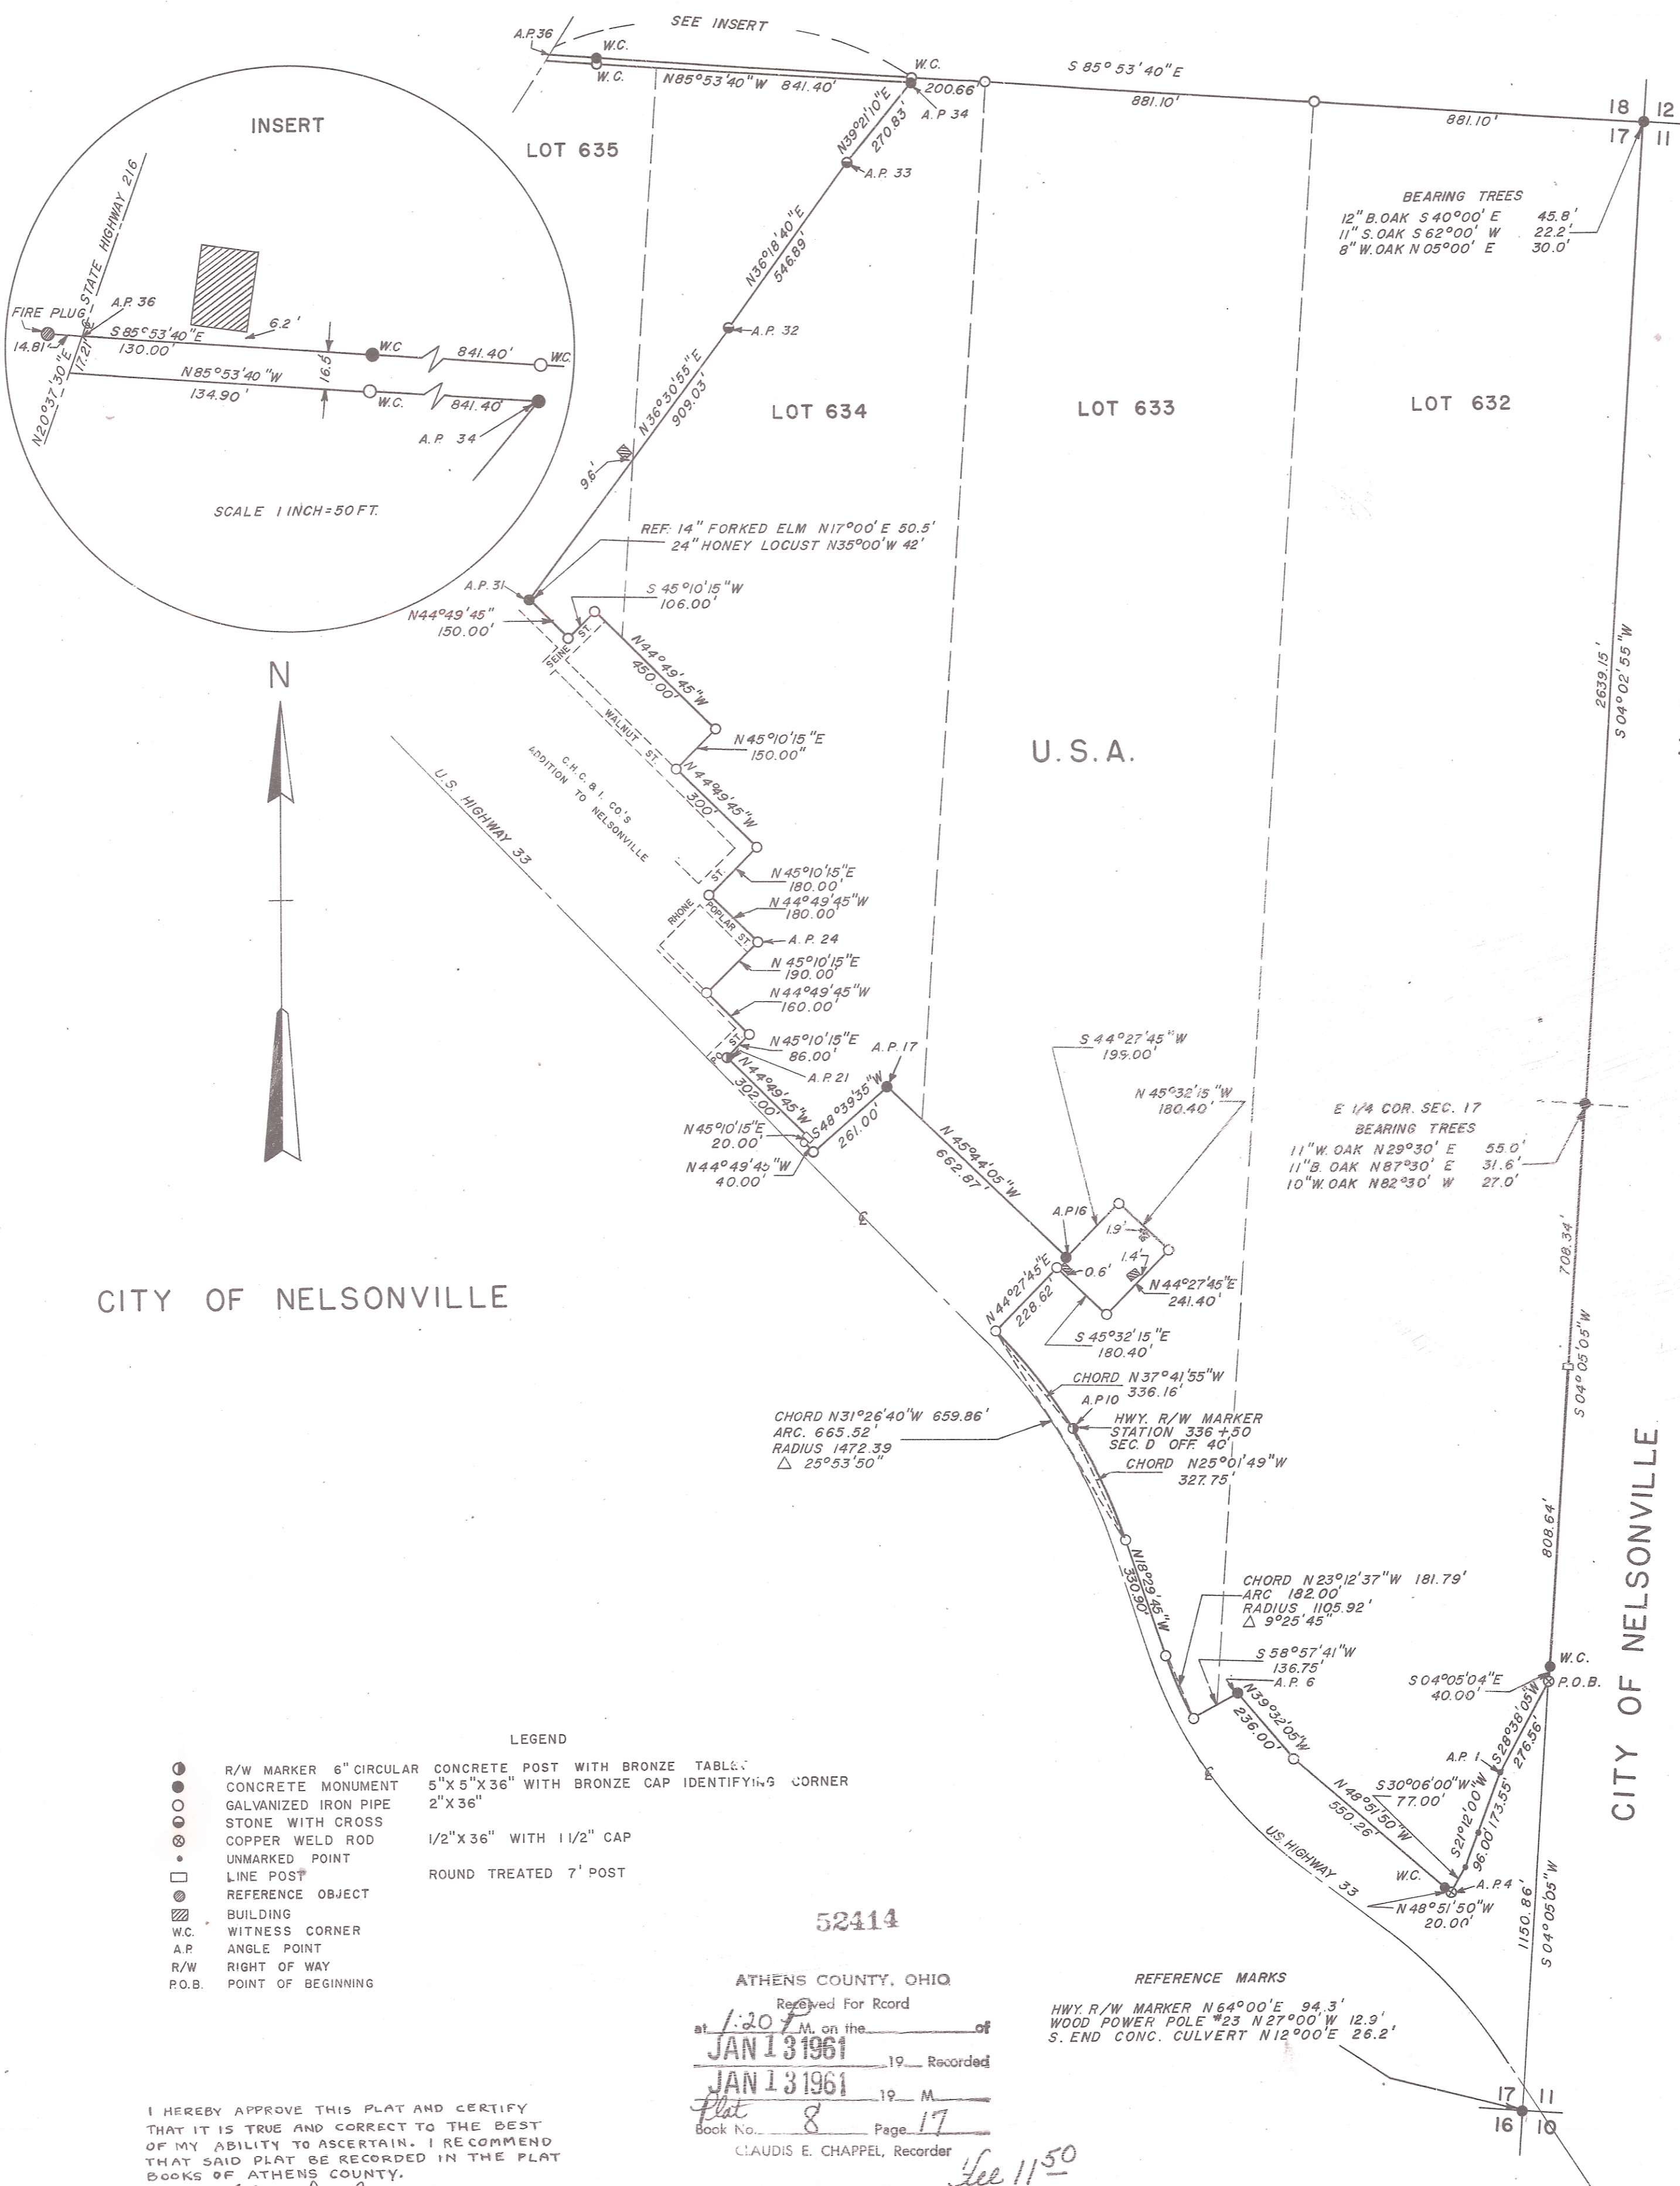 SEE INSERT
A.P.36
W.C.
W.C.
W.C.
N85°53'40"W 841.40'
200.66'
S 85°53'40"E
881.10'
881.10'
A.P 34
18 12
17 11
N39°21'10"E
270.83'
A.P. 33
LOT 635
BEARING TREES
12" B.OAK S 40°00' E 45.8'
11" S.OAK S 62°00' W 22.2'
8" W.OAK N 05°00' E 30.0'
INSERT
STATE HIGHWAY 216
FIRE PLUG
A.P. 36
6.2'
14.81'
S 85°53'40"E
130.00'
17.21'
N20°37'30"E
W.C
841.40'
W.C.
16.5'
N85°53'40"W
134.90'
W.C.
841.40'
A.P. 34
SCALE 1 INCH=50 FT.
N36°18'40"E
546.89'
A.P. 32
N36°30'55"E
909.03'
9.6'
LOT 634
LOT 633
LOT 632
REF: 14" FORKED ELM N17°00' E 50.5'
24" HONEY LOCUST N35°00'W 42'
A.P. 31
N44°49'45"
150.00'
S 45°10'15"W
106.00'
SEINE ST.
N44°49'45"W
450.00'
N
WALNUT ST.
N45°10'15"E
150.00"
N44°49'45"W
300'
C.H.C. & I. CO.'S
ADDITION TO NELSONVILLE
U.S. HIGHWAY 33
U.S.A.
2639.15'
S 04°02'55"W
N45°10'15"E
180.00'
N44°49'45"W
180.00'
RHONE ST.
POPLAR ST.
A.P. 24
N 45°10'15"E
190.00'
N44°49'45"W
160.00'
N45°10'15"E
86.00'
PO ST.
A.P. 21
A.P. 17
N44°49'45"W
302.00'
S48°39'35"W
261.00'
N45°10'15"E
20.00'
N44°49'45"W
40.00'
S 44°27'45"W
199.00'
N 45°32'15"W
180.40'
E 1/4 COR. SEC. 17
BEARING TREES
11" W. OAK N29°30' E 55.0'
11" B. OAK N87°30' E 31.6'
10" W. OAK N82°30' W 27.0'
N 45°44'05"W
662.87'
A.P.16
1.9'
1.4'
0.6'
N44°27'45"E
228.62'
N44°27'45"E
241.40'
S 45°32'15"E
180.40'
708.34'
S 04°05'05"W
CITY OF NELSONVILLE
CHORD N37°41'55"W
336.16'
A.P.10
HWY. R/W MARKER
STATION 336+50
SEC. D OFF. 40'
CHORD N31°26'40"W 659.86'
ARC. 665.52'
RADIUS 1472.39
△ 25°53'50"
CHORD N25°01'49"W
327.75'
808.64'
CITY OF NELSONVILLE
N18°29'45"W
330.90'
CHORD N23°12'37"W 181.79'
ARC 182.00'
RADIUS 1105.92'
△ 9°25'45"
S 58°57'41"W
136.75'
A.P. 6
W.C.
S04°05'04"E
40.00'
P.O.B.
N39°32'05"W
236.00'
S28°38'05"W
276.56'
A.P. 1
S30°06'00"W
77.00'
S21°12'00"W
96.00' 173.55'
N 48°51'50"W
550.26'
U.S. HIGHWAY 33
W.C.
A.P.4
N48°51'50"W
20.00'
1150.86'
S 04°05'05"W
LEGEND
R/W MARKER 6" CIRCULAR CONCRETE POST WITH BRONZE TABLET
CONCRETE MONUMENT 5"X5"X36" WITH BRONZE CAP IDENTIFYING CORNER
GALVANIZED IRON PIPE 2"X36"
STONE WITH CROSS
COPPER WELD ROD 1/2"X36" WITH 1 1/2" CAP
UNMARKED POINT
LINE POST ROUND TREATED 7' POST
REFERENCE OBJECT
BUILDING
W.C. WITNESS CORNER
A.P. ANGLE POINT
R/W RIGHT OF WAY
P.O.B. POINT OF BEGINNING
52414
ATHENS COUNTY, OHIO
Received For Rcord
at 1:20 P M. on the of
JAN 13 1961 19 Recorded
JAN 13 1961 19 M
Plat
Book No. 8 Page 17
CLAUDIS E. CHAPPEL, Recorder
Fee 11 50
REFERENCE MARKS
HWY. R/W MARKER N64°00'E 94.3'
WOOD POWER POLE #23 N27°00'W 12.9'
S. END CONC. CULVERT N12°00'E 26.2'
17 11
16 10
I HEREBY APPROVE THIS PLAT AND CERTIFY
THAT IT IS TRUE AND CORRECT TO THE BEST
OF MY ABILITY TO ASCERTAIN. I RECOMMEND
THAT SAID PLAT BE RECORDED IN THE PLAT
BOOKS OF ATHENS COUNTY.